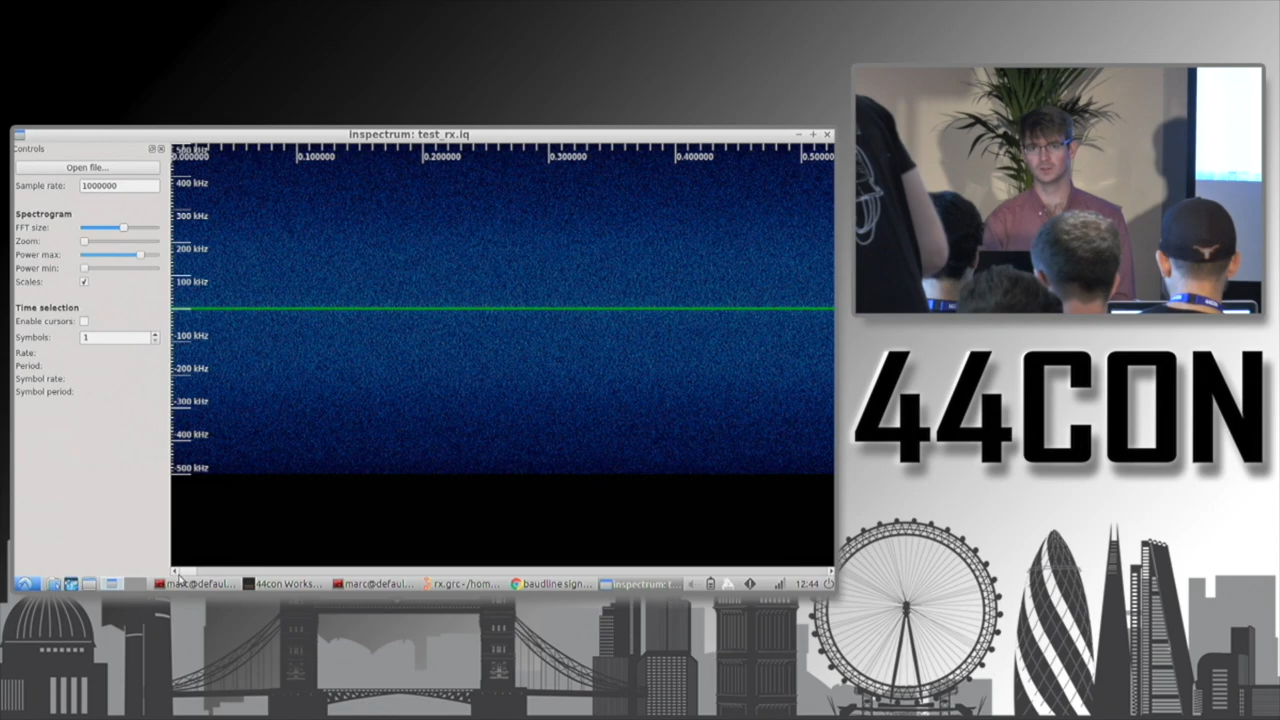 Inspectrum: test_rx.iq
Controls
Open file...
Sample rate: 1000000
Spectrogram
FFT size:
Zoom:
Power max:
Power min:
Scales:
Time selection
Enable cursors:
Symbols: 1
Rate:
Period:
Symbol rate:
Symbol period:
500 kHz
0.000000 0.100000 0.200000 0.300000 0.400000 0.50000
400 kHz
300 kHz
200 kHz
100 kHz
-100 kHz
-200 kHz
-300 kHz
-400 kHz
-500 kHz
marc@defaul... 44con Works... marc@defaul... rx.grc - /hom... baudline sign... inspectrum: t... 12:44
44CON